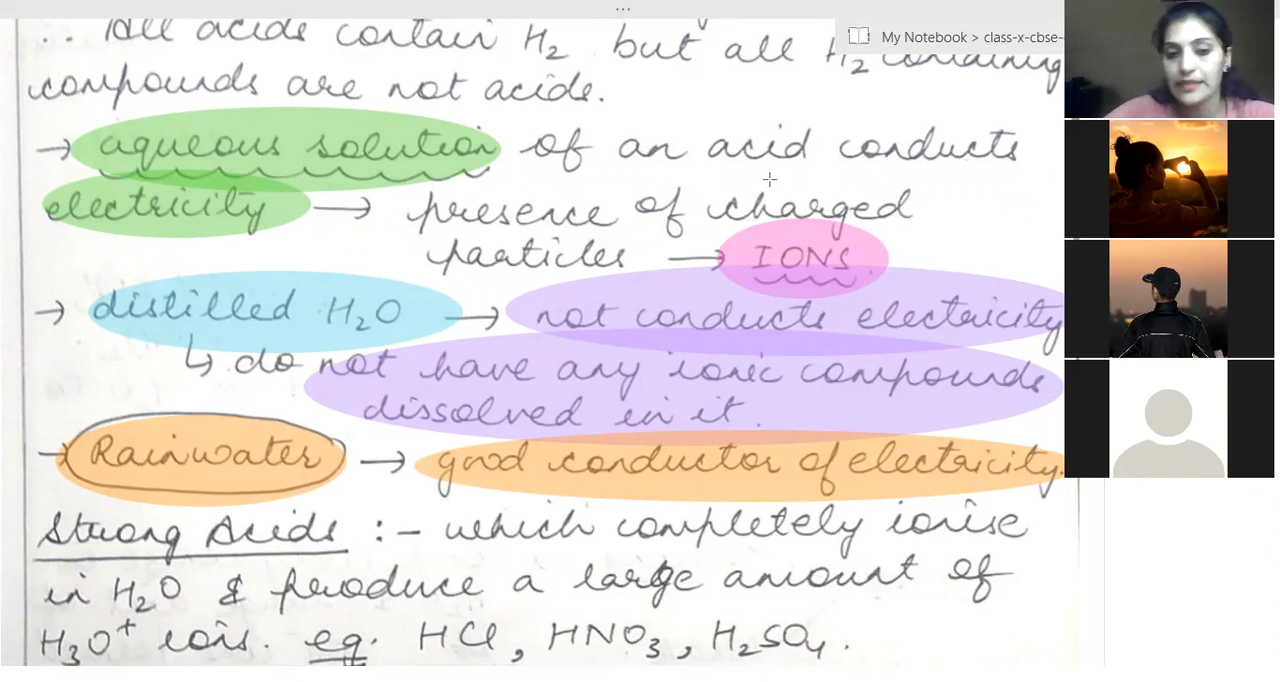 ...
My Notebook > class-x-cbse-
∴ All acids contain H₂ but all H₂ containing
compounds are not acids.
→ aqueous solution of an acid conducts
electricity → presence of charged
particles → IONS
→ distilled H₂O → not conducts electricity
↳ do not have any ionic compounds
dissolved in it.
→ Rainwater → good conductor of electricity.
Strong Acids :- which completely ionise
in H₂O & produce a large amount of
H₃O⁺ ions. eg. HCl, HNO₃, H₂SO₄.